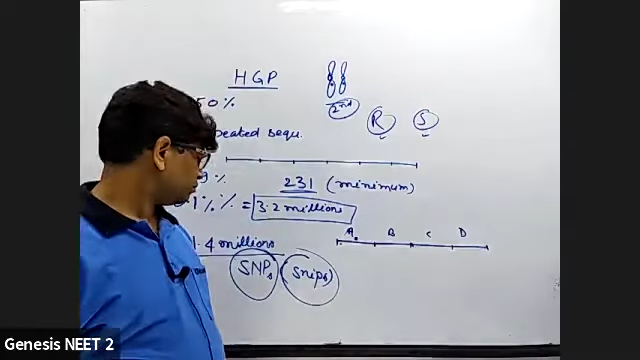 HGP
50%
2nd
R S
peated sequ.
9%
231 (minimum)
.1% % = 3.2 millions
A B C D
1.4 millions
SNPs (Snips)
Genesis NEET 2